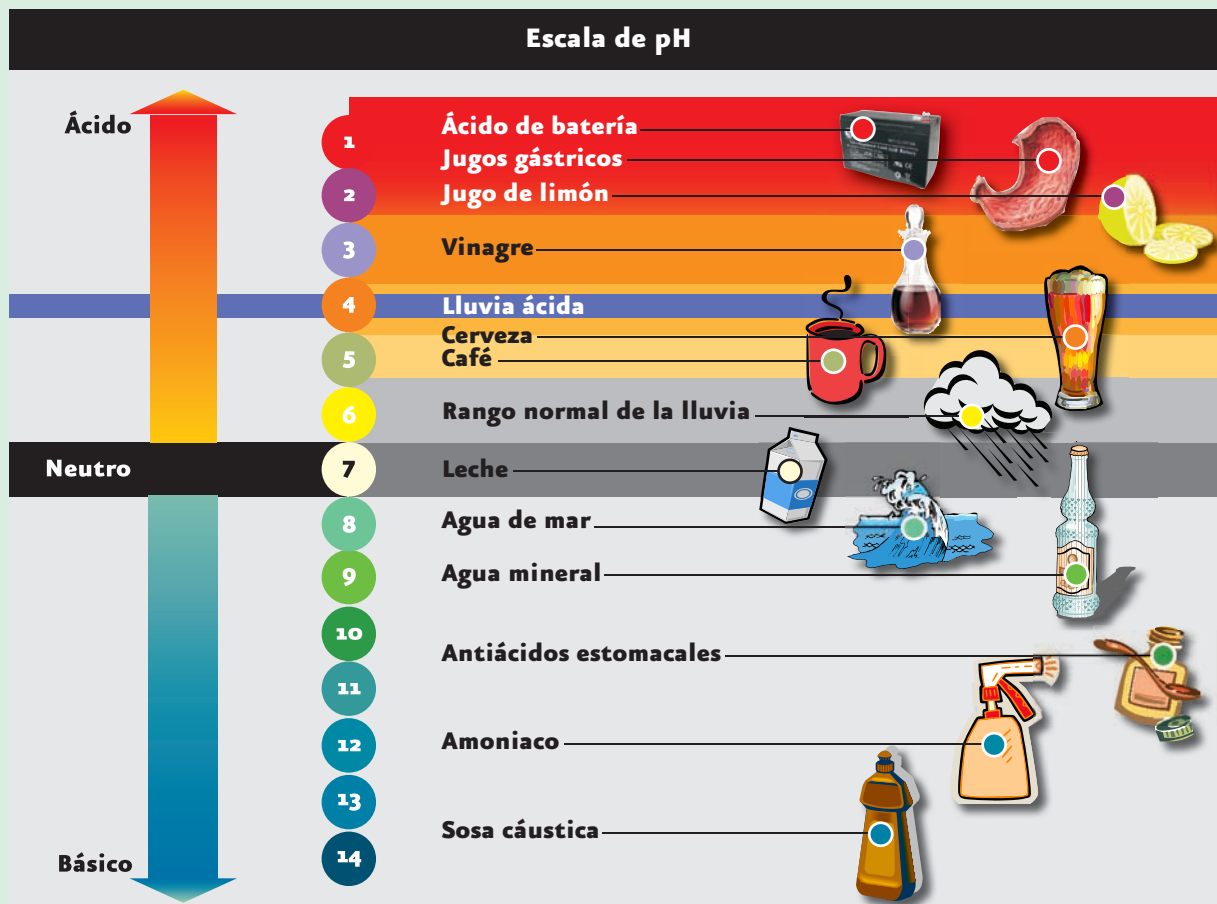 Escala de pH
Ácido
1
Ácido de batería
Jugos gástricos
2
Jugo de limón
3
Vinagre
4
Lluvia ácida
Cerveza
5
Café
6
Rango normal de la lluvia
Neutro
7
Leche
8
Agua de mar
9
Agua mineral
10
Antiácidos estomacales
11
12
Amoniaco
13
Sosa cáustica
14
Básico